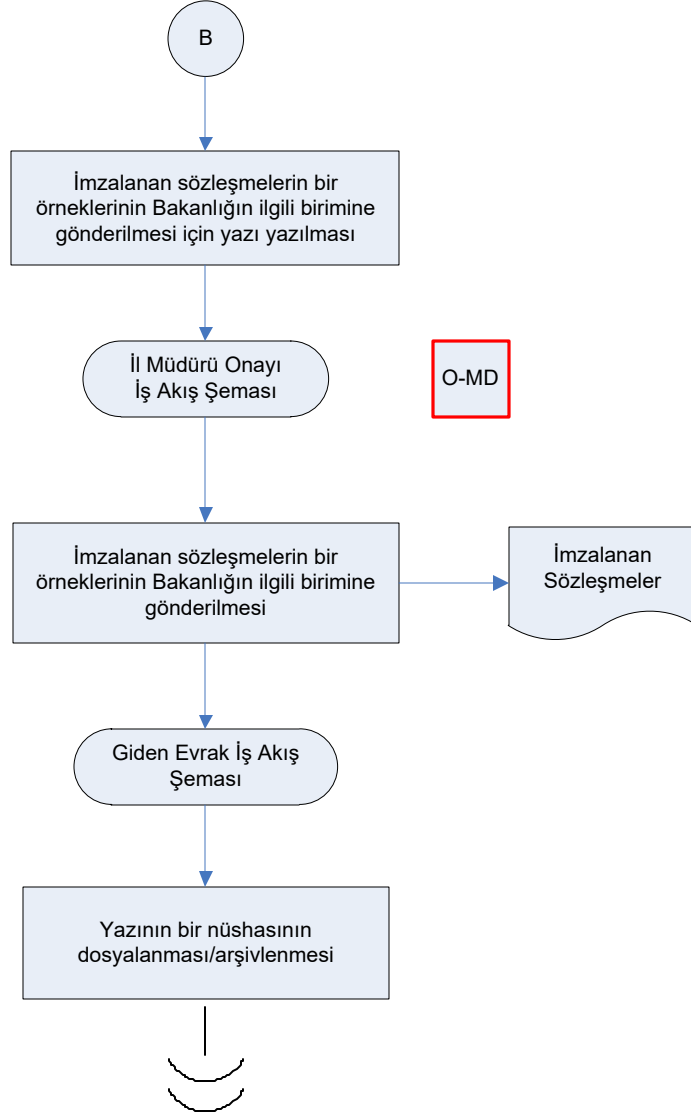 B
İmzalanan sözleşmelerin bir
örneklerinin Bakanlığın ilgili birimine
gönderilmesi için yazı yazılması
İl Müdürü Onayı
İş Akış Şeması
O-MD
İmzalanan sözleşmelerin bir
örneklerinin Bakanlığın ilgili birimine
gönderilmesi
İmzalanan
Sözleşmeler
Giden Evrak İş Akış
Şeması
Yazının bir nüshasının
dosyalanması/arşivlenmesi